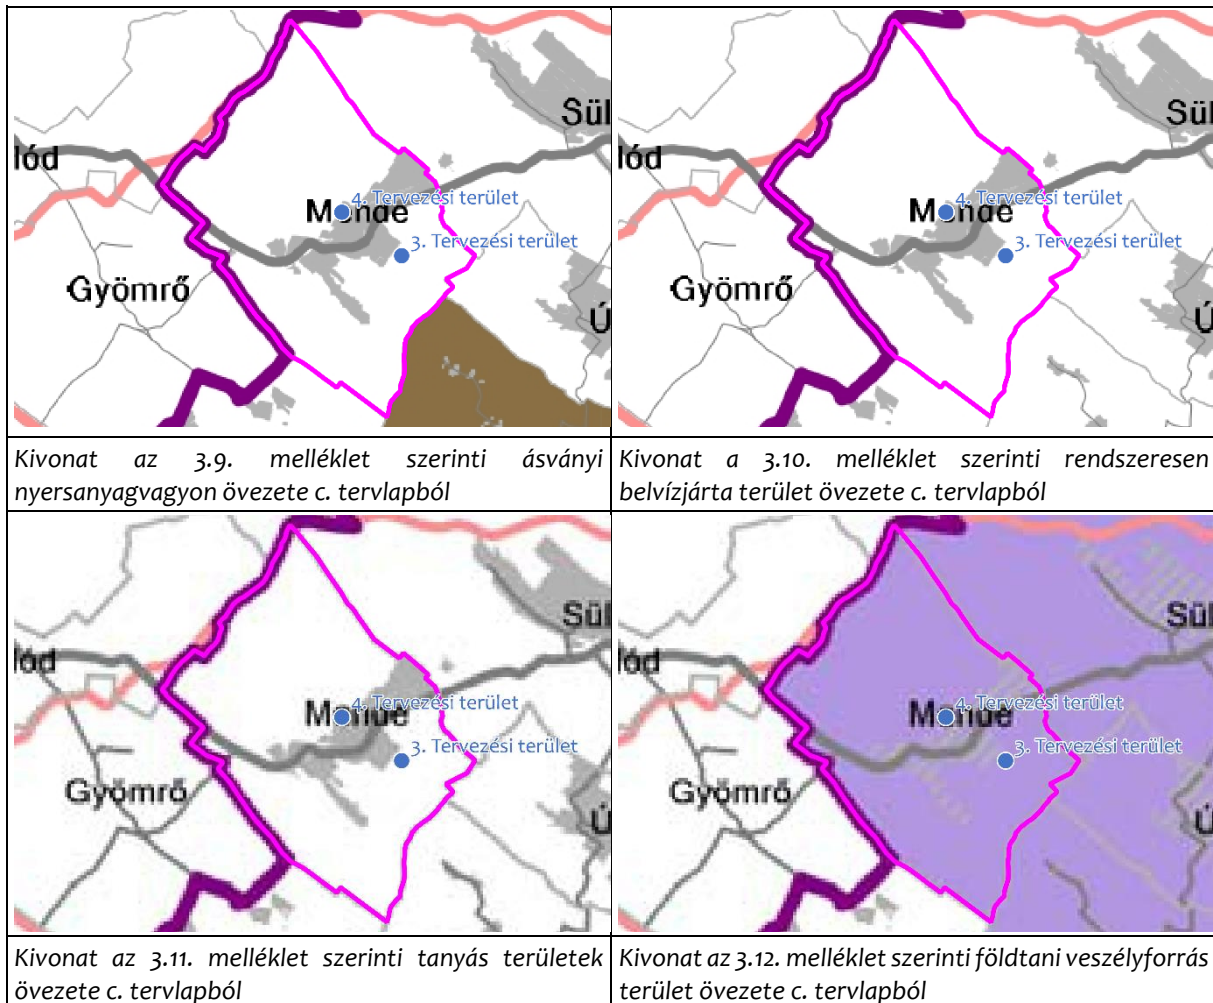 Sül
lód
4. Tervezési terület
Mende
3. Tervezési terület
Gyömrő
Ú
Sül
lód
4. Tervezési terület
Mende
3. Tervezési terület
Gyömrő
Ú
Kivonat az 3.9. melléklet szerinti ásványi
nyersanyagvagyon övezete c. tervlapból
Kivonat a 3.10. melléklet szerinti rendszeresen
belvízjárta terület övezete c. tervlapból
Sül
lód
4. Tervezési terület
Mende
3. Tervezési terület
Gyömrő
Ú
Sül
lód
4. Tervezési terület
Mende
3. Tervezési terület
Gyömrő
Ú
Kivonat az 3.11. melléklet szerinti tanyás területek
övezete c. tervlapból
Kivonat az 3.12. melléklet szerinti földtani veszélyforrás
terület övezete c. tervlapból